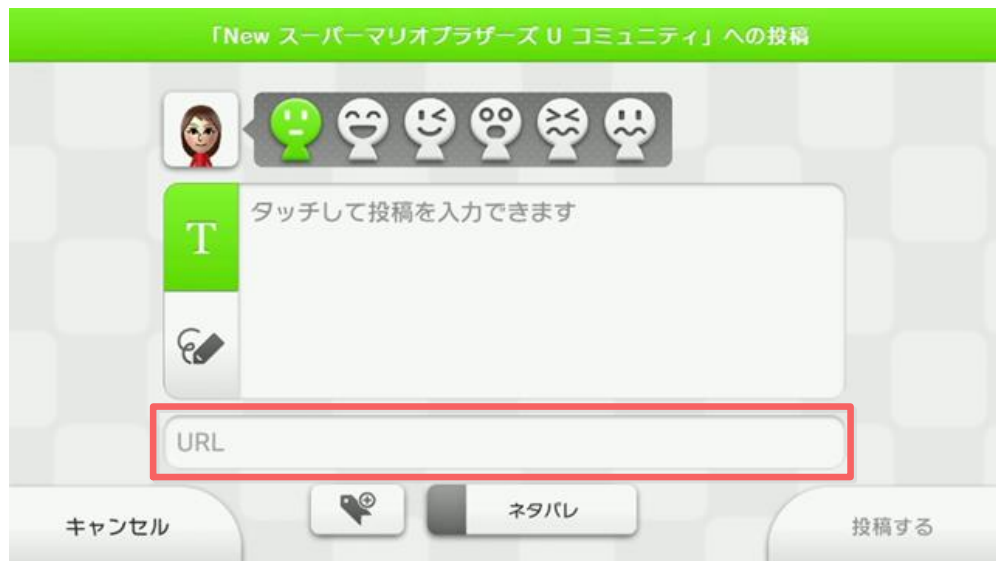 「New スーパーマリオブラザーズ U コミュニティ」への投稿
T
タッチして投稿を入力できます
URL
キャンセル
ネタバレ
投稿する